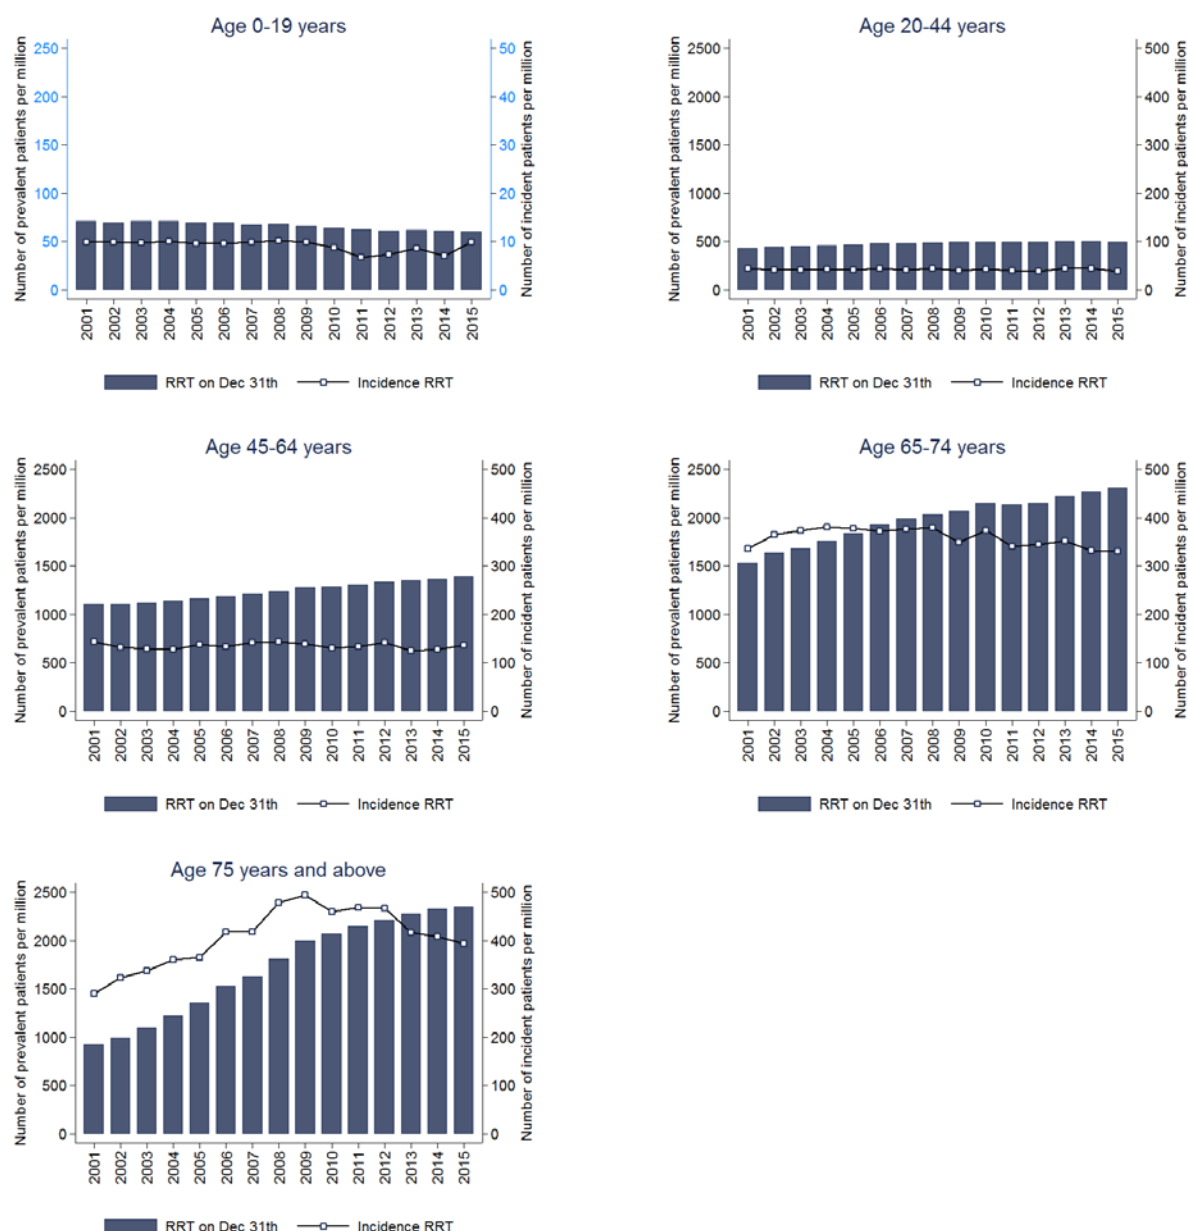 Age 0-19 years
Number of prevalent patients per million
250
200
150
100
50
0
50
40
30
20
10
0
Number of incident patients per million
2001 2002 2003 2004 2005 2006 2007 2008 2009 2010 2011 2012 2013 2014 2015
RRT on Dec 31th Incidence RRT
Age 20-44 years
Number of prevalent patients per million
2500
2000
1500
1000
500
0
500
400
300
200
100
0
Number of incident patients per million
2001 2002 2003 2004 2005 2006 2007 2008 2009 2010 2011 2012 2013 2014 2015
RRT on Dec 31th Incidence RRT
Age 45-64 years
Number of prevalent patients per million
2500
2000
1500
1000
500
0
500
400
300
200
100
0
Number of incident patients per million
2001 2002 2003 2004 2005 2006 2007 2008 2009 2010 2011 2012 2013 2014 2015
RRT on Dec 31th Incidence RRT
Age 65-74 years
Number of prevalent patients per million
2500
2000
1500
1000
500
0
500
400
300
200
100
0
Number of incident patients per million
2001 2002 2003 2004 2005 2006 2007 2008 2009 2010 2011 2012 2013 2014 2015
RRT on Dec 31th Incidence RRT
Age 75 years and above
Number of prevalent patients per million
2500
2000
1500
1000
500
0
500
400
300
200
100
0
Number of incident patients per million
2001 2002 2003 2004 2005 2006 2007 2008 2009 2010 2011 2012 2013 2014 2015
RRT on Dec 31th Incidence RRT